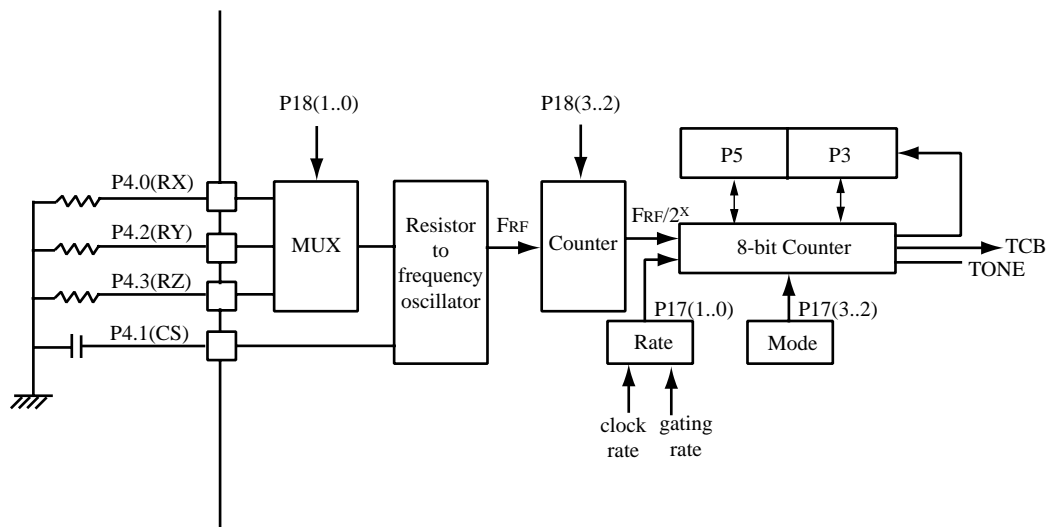 P18(1..0)
P18(3..2)
P5
P3
P4.0(RX)
P4.2(RY)
P4.3(RZ)
P4.1(CS)
MUX
Resistor
to
frequency
oscillator
FRF
Counter
FRF/2X
8-bit Counter
TCB
TONE
P17(1..0)
P17(3..2)
Rate
Mode
clock
rate
gating
rate